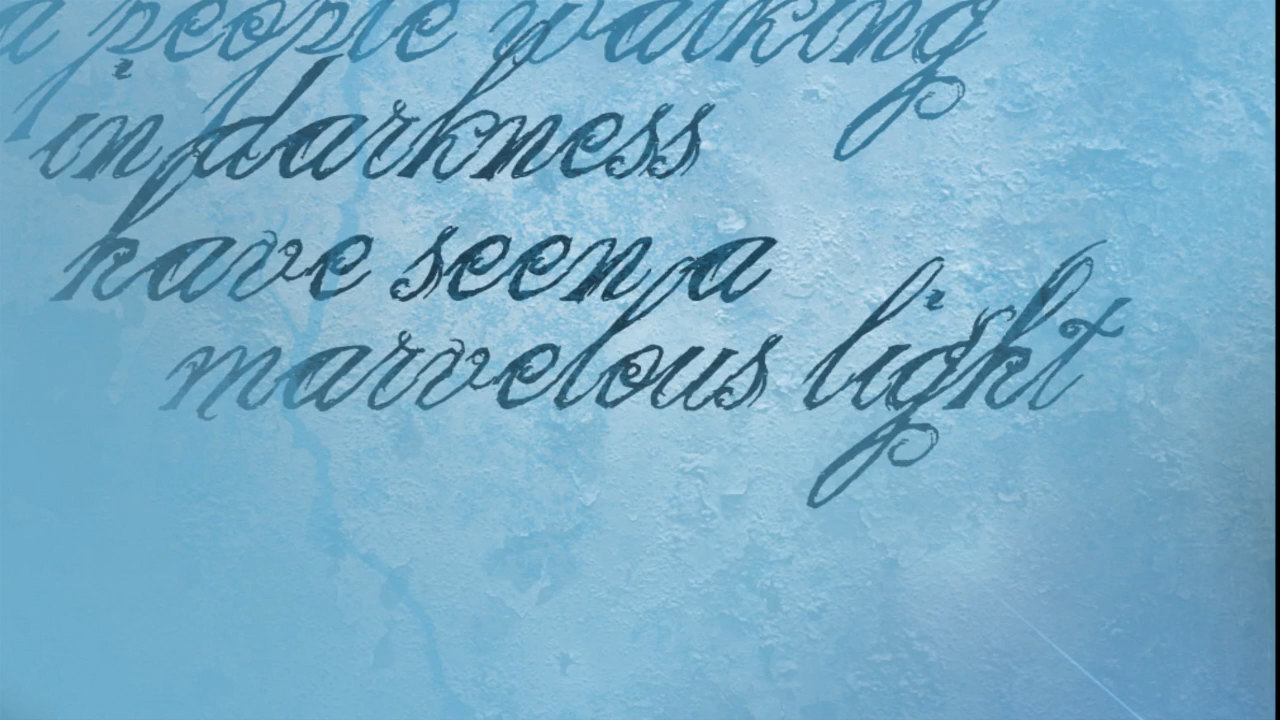 a people walking
in darkness
have seen a
marvelous light